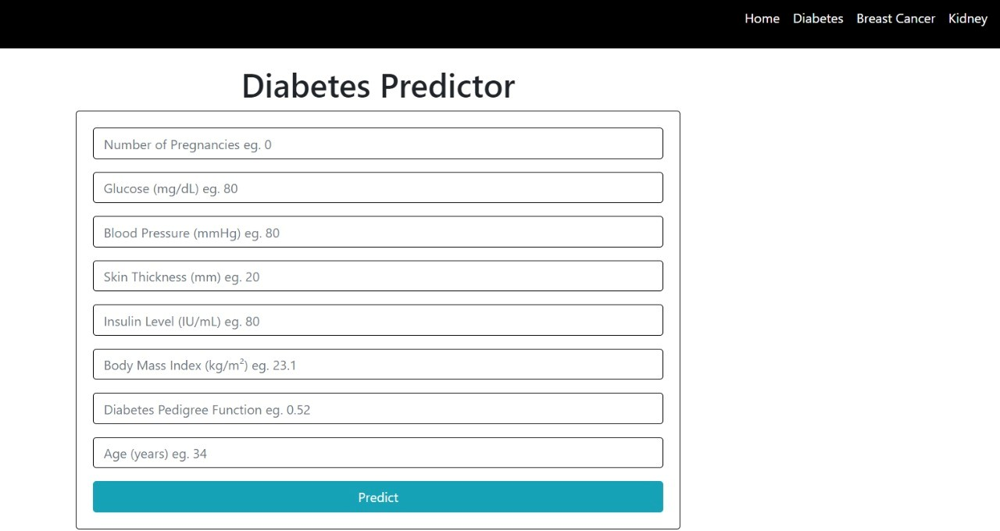 Home Diabetes Breast Cancer Kidney
Diabetes Predictor
Number of Pregnancies eg. 0
Glucose (mg/dL) eg. 80
Blood Pressure (mmHg) eg. 80
Skin Thickness (mm) eg. 20
Insulin Level (IU/mL) eg. 80
Body Mass Index (kg/m²) eg. 23.1
Diabetes Pedigree Function eg. 0.52
Age (years) eg. 34
Predict